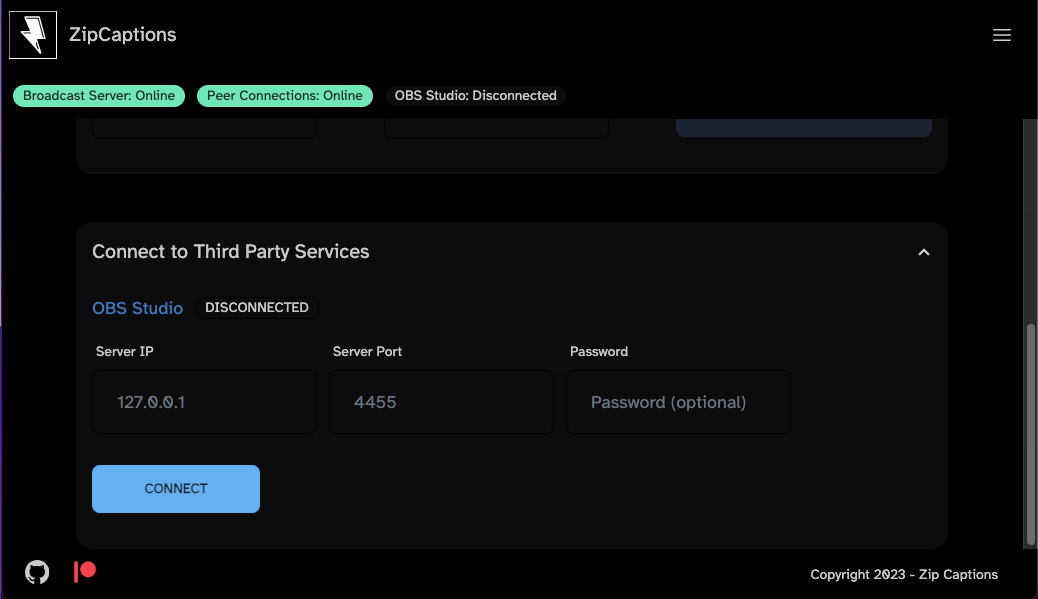 ZipCaptions
Broadcast Server: Online Peer Connections: Online OBS Studio: Disconnected
Connect to Third Party Services
OBS Studio DISCONNECTED
Server IP Server Port Password
127.0.0.1 4455 Password (optional)
CONNECT
Copyright 2023 - Zip Captions